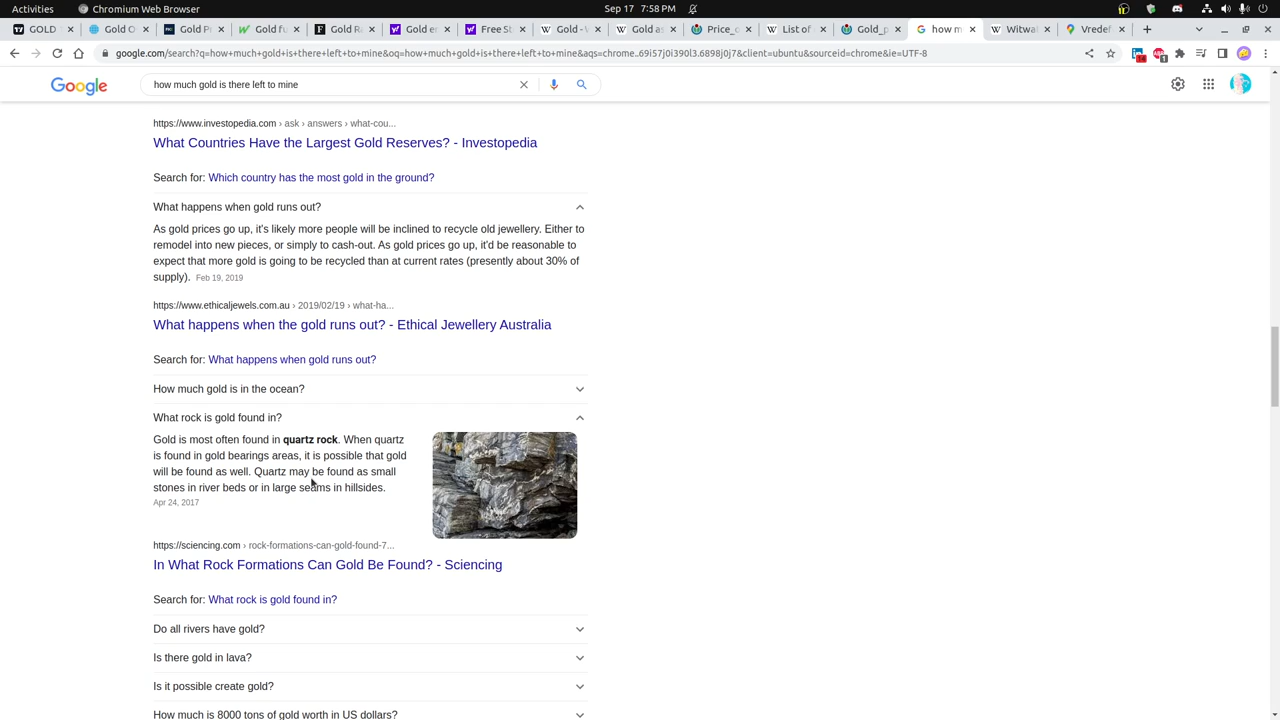 Activities
Chromium Web Browser
Sep 17 7:58 PM
GOLD
Global O
Gold P
Gold fu
Gold Ra
Gold es
Free St
Gold - W
Gold as
Price_o
List of
Gold_p
how m
Witwat
Vredef
google.com/search?q=how+much+gold+is+there+left+to+mine&oq=how+much+gold+is+there+left+to+mine&aqs=chrome..69i57j0i390l3.6898j0j7&client=ubuntu&sourceid=chrome&ie=UTF-8
14
1
Google
how much gold is there left to mine
https://www.investopedia.com › ask › answers › what-cou...
What Countries Have the Largest Gold Reserves? - Investopedia
Search for: Which country has the most gold in the ground?
What happens when gold runs out?
As gold prices go up, it's likely more people will be inclined to recycle old jewellery. Either to
remodel into new pieces, or simply to cash-out. As gold prices go up, it'd be reasonable to
expect that more gold is going to be recycled than at current rates (presently about 30% of
supply). Feb 19, 2019
https://www.ethicaljewels.com.au › 2019/02/19 › what-ha...
What happens when the gold runs out? - Ethical Jewellery Australia
Search for: What happens when gold runs out?
How much gold is in the ocean?
What rock is gold found in?
Gold is most often found in quartz rock. When quartz
is found in gold bearings areas, it is possible that gold
will be found as well. Quartz may be found as small
stones in river beds or in large seams in hillsides.
Apr 24, 2017
https://sciencing.com › rock-formations-can-gold-found-7...
In What Rock Formations Can Gold Be Found? - Sciencing
Search for: What rock is gold found in?
Do all rivers have gold?
Is there gold in lava?
Is it possible create gold?
How much is 8000 tons of gold worth in US dollars?